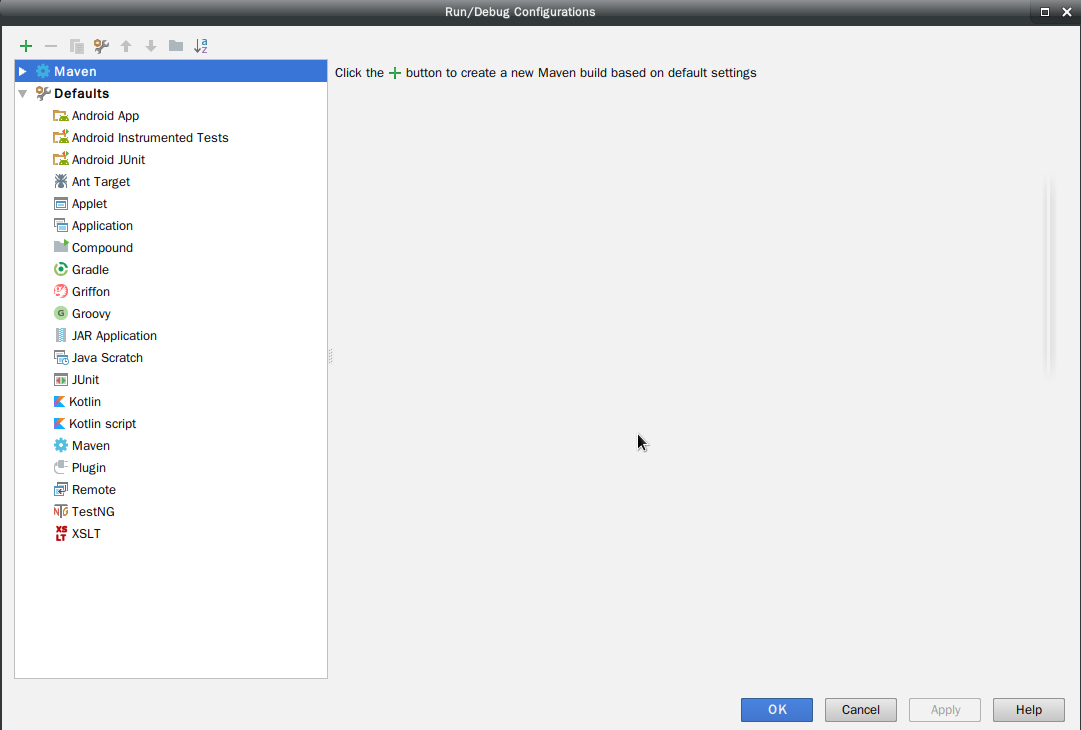 Run/Debug Configurations
Maven
Click the + button to create a new Maven build based on default settings
Defaults
Android App
Android Instrumented Tests
Android JUnit
Ant Target
Applet
Application
Compound
Gradle
Griffon
G Groovy
JAR Application
Java Scratch
JUnit
Kotlin
Kotlin script
Maven
Plugin
Remote
TestNG
XSLT
OK Cancel Apply Help